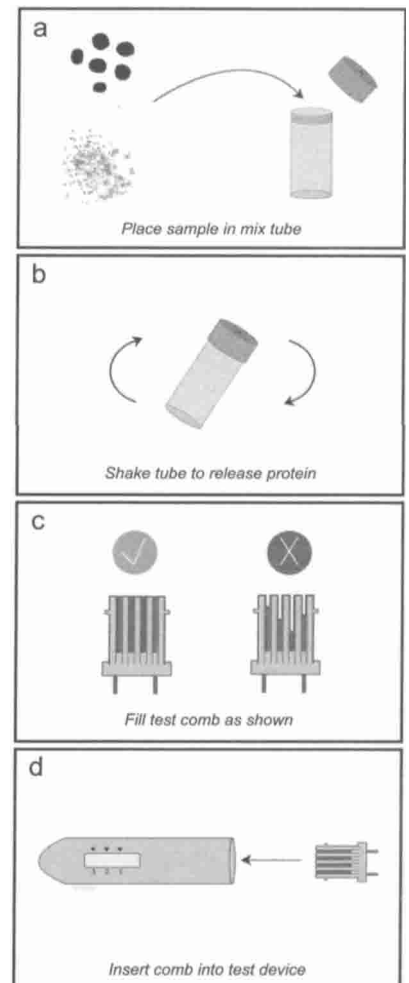 a
Place sample in mix tube
b
Shake tube to release protein
c
Fill test comb as shown
d
Insert comb into test device